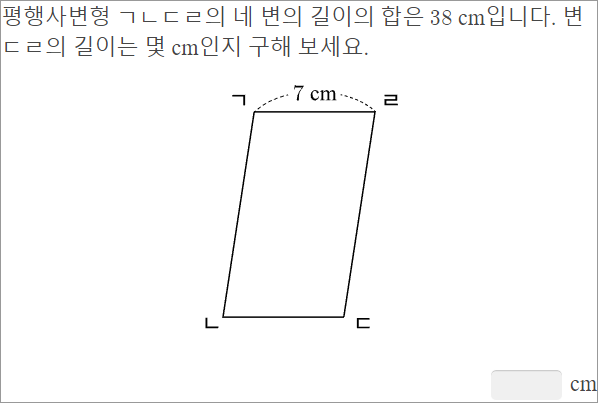 평행사변형 ㄱㄴㄷㄹ의 네 변의 길이의 합은 38 cm입니다. 변
ㄷㄹ의 길이는 몇 cm인지 구해 보세요.
7 cm
ㄱ ㄹ
ㄴ ㄷ
cm